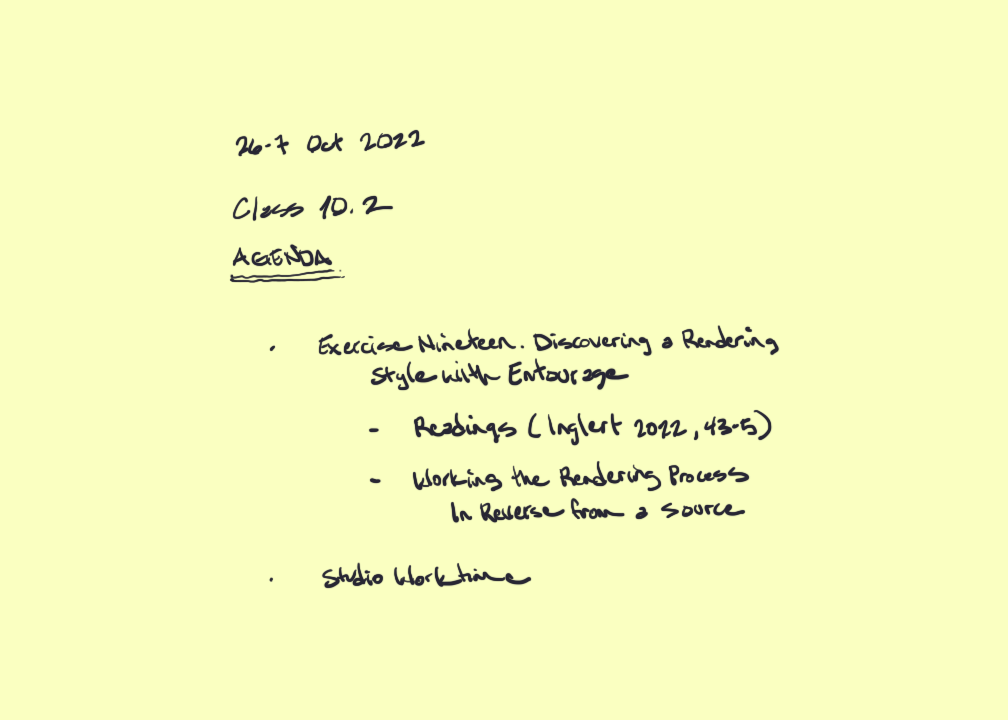 26-7 Oct 2022
Class 10.2
AGENDA
· Exercise Nineteen. Discovering a Rendering
Style with Entourage
- Readings (Inglert 2022, 43-5)
- Working the Rendering Process
In Reverse from a source
· Studio Worktime